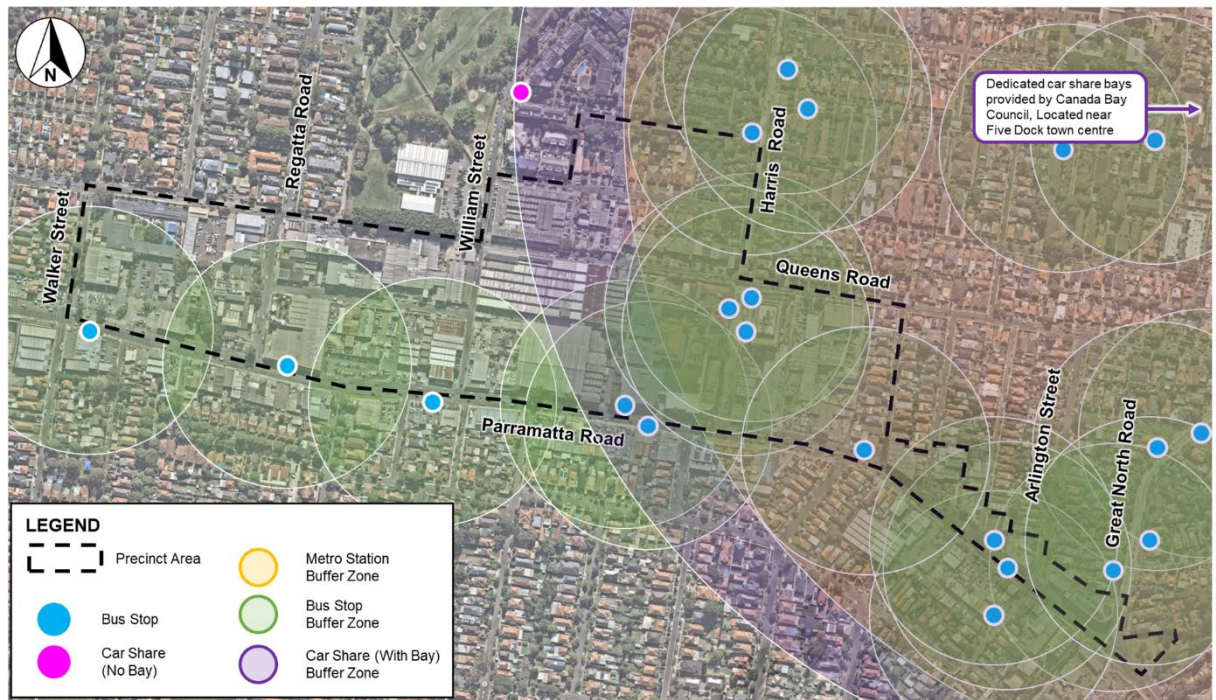 N
Dedicated car share bays
provided by Canada Bay
Council, Located near
Five Dock town centre
Regatta Road
William Street
Harris Road
Walker Street
Queens Road
Arlington Street
Great North Road
Parramatta Road
LEGEND
Precinct Area
Metro Station
Buffer Zone
Bus Stop
Bus Stop
Buffer Zone
Car Share
(No Bay)
Car Share (With Bay)
Buffer Zone